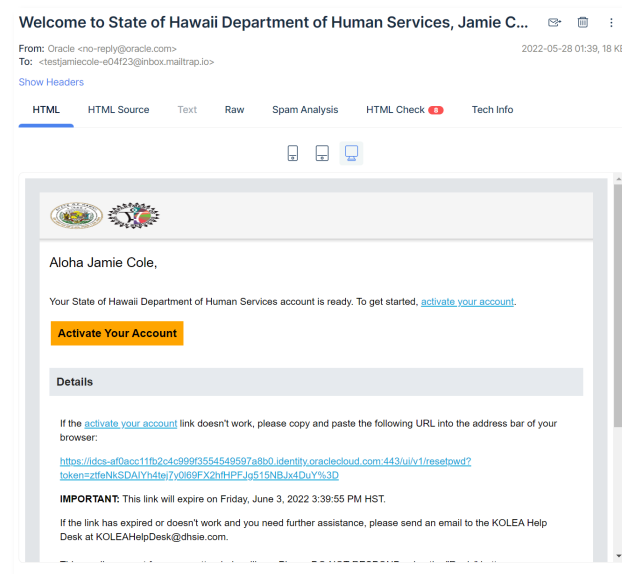 Welcome to State of Hawaii Department of Human Services, Jamie C...
From: Oracle <no-reply@oracle.com>
2022-05-28 01:39, 18 KB
To: <testjamiecole-e04f23@inbox.mailtrap.io>
Show Headers
HTML HTML Source Text Raw Spam Analysis HTML Check 8 Tech Info
Aloha Jamie Cole,
Your State of Hawaii Department of Human Services account is ready. To get started, activate your account.
Activate Your Account
Details
If the activate your account link doesn't work, please copy and paste the following URL into the address bar of your
browser:
https://idcs-af0acc11fb2c4c999f3554549597a8b0.identity.oraclecloud.com:443/ui/v1/resetpwd?
token=ztfeNkSDAIYh4tej7y0l69FX2hfHPFJg515NBJx4DuY%3D
IMPORTANT: This link will expire on Friday, June 3, 2022 3:39:55 PM HST.
If the link has expired or doesn't work and you need further assistance, please send an email to the KOLEA Help
Desk at KOLEAHelpDesk@dhsie.com.